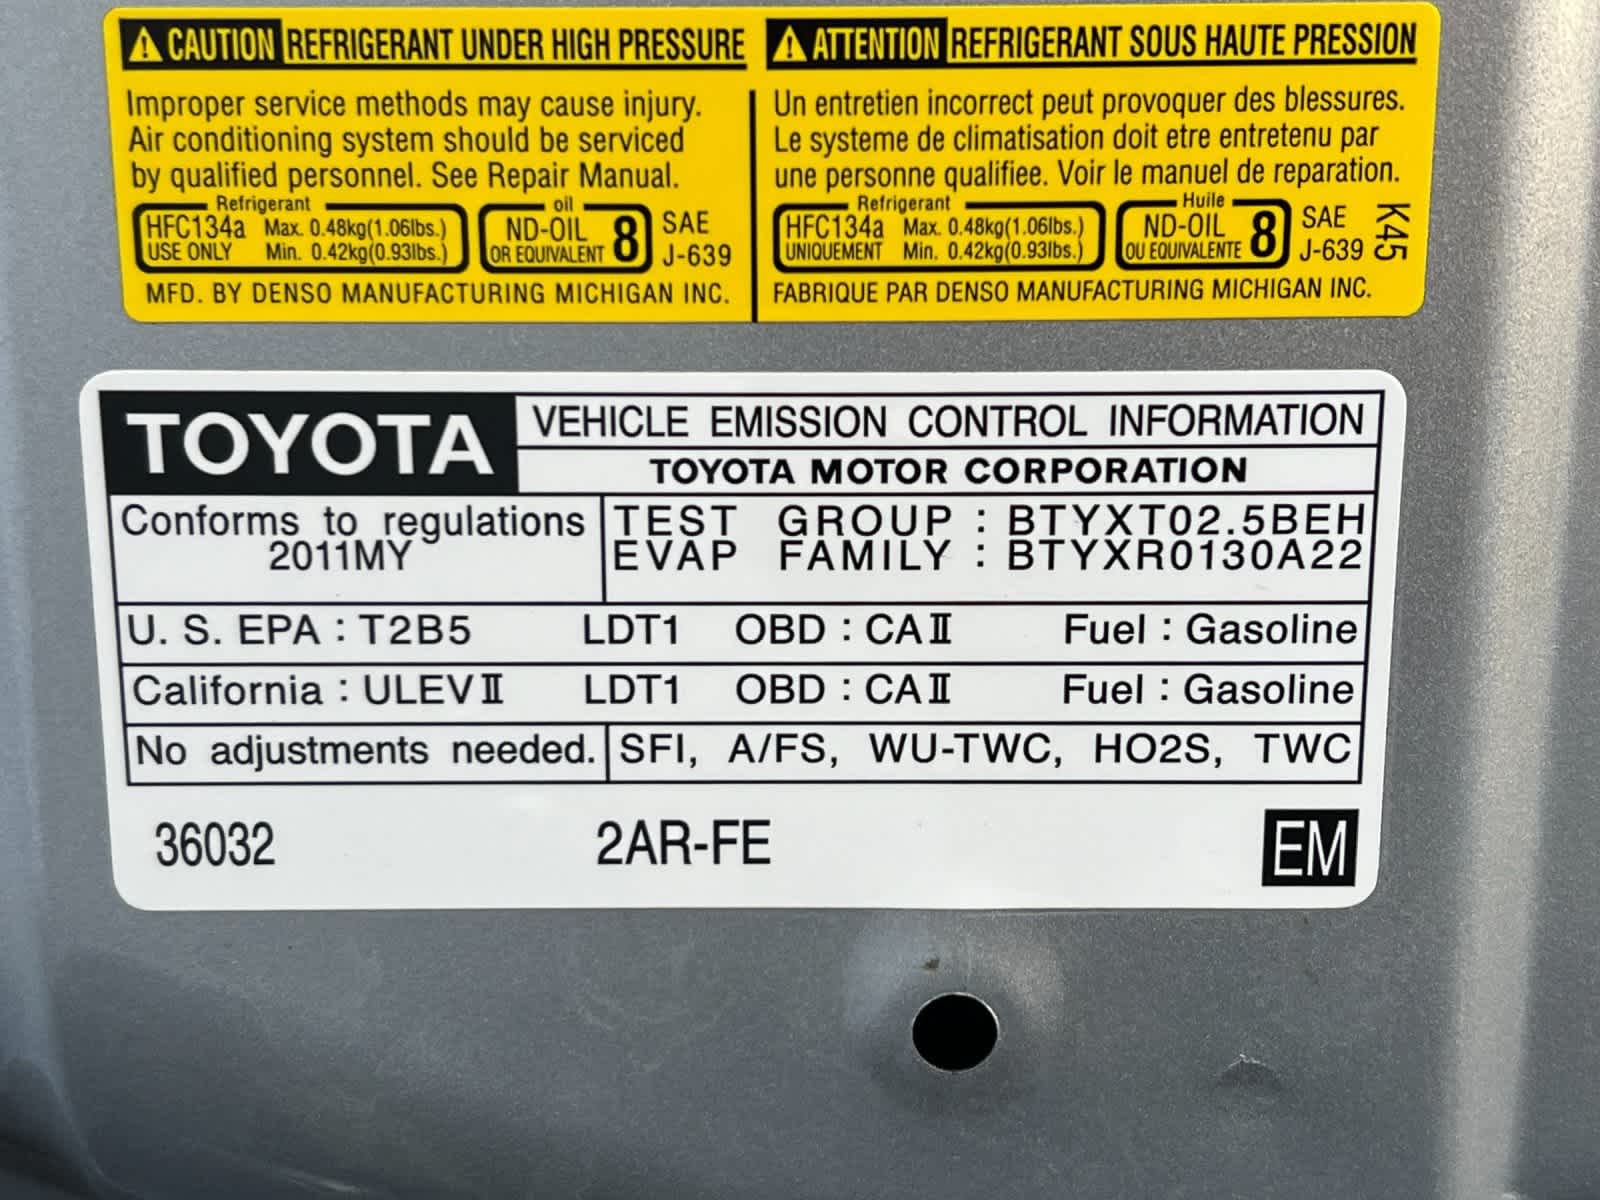 ⚠ CAUTION REFRIGERANT UNDER HIGH PRESSURE
Improper service methods may cause injury.
Air conditioning system should be serviced
by qualified personnel. See Repair Manual.
Refrigerant
HFC134a Max. 0.48kg(1.06lbs.)
USE ONLY Min. 0.42kg(0.93lbs.)
oil
ND-OIL 8
OR EQUIVALENT
SAE
J-639
MFD. BY DENSO MANUFACTURING MICHIGAN INC.
⚠ ATTENTION REFRIGERANT SOUS HAUTE PRESSION
Un entretien incorrect peut provoquer des blessures.
Le systeme de climatisation doit etre entretenu par
une personne qualifiee. Voir le manuel de reparation.
Refrigerant
HFC134a Max. 0.48kg(1.06lbs.)
UNIQUEMENT Min. 0.42kg(0.93lbs.)
Huile
ND-OIL 8
OU EQUIVALENTE
SAE
J-639
K45
FABRIQUE PAR DENSO MANUFACTURING MICHIGAN INC.
TOYOTA
VEHICLE EMISSION CONTROL INFORMATION
TOYOTA MOTOR CORPORATION
Conforms to regulations
2011MY
TEST GROUP : BTYXT02.5BEH
EVAP FAMILY : BTYXR0130A22
U. S. EPA : T2B5 LDT1 OBD : CAⅡ Fuel : Gasoline
California : ULEVⅡ LDT1 OBD : CAⅡ Fuel : Gasoline
No adjustments needed. SFI, A/FS, WU-TWC, HO2S, TWC
36032 2AR-FE EM